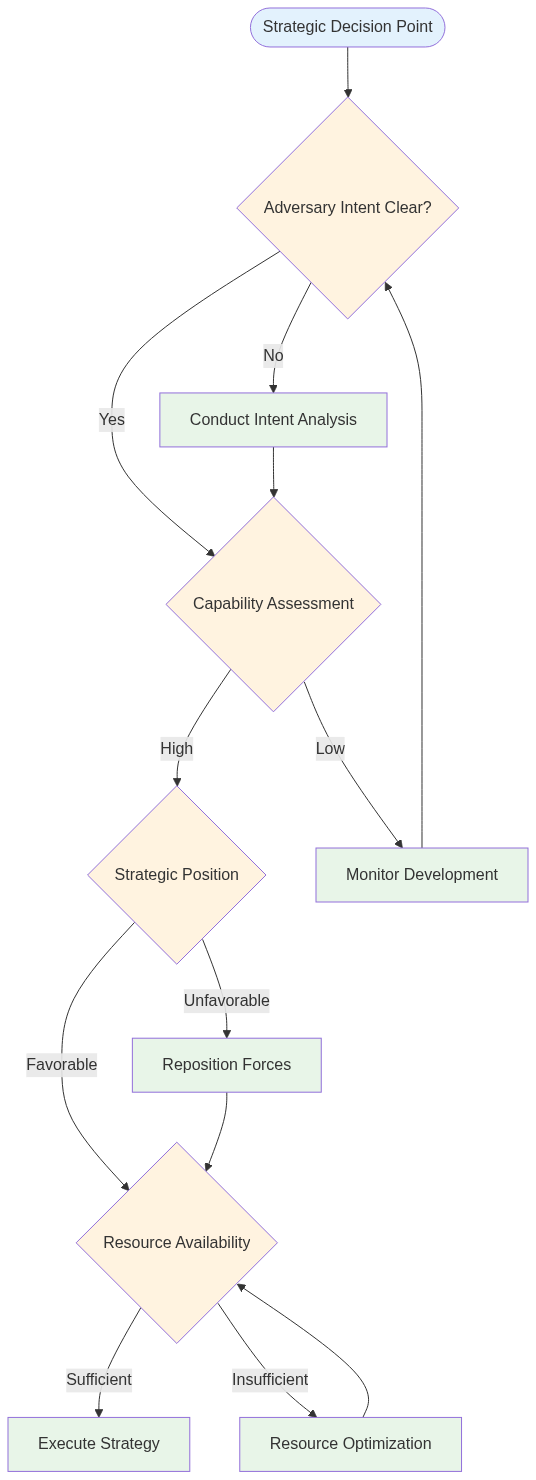 Strategic Decision Point
Adversary Intent Clear?
No
Yes
Conduct Intent Analysis
Capability Assessment
High
Low
Strategic Position
Monitor Development
Unfavorable
Favorable
Reposition Forces
Resource Availability
Sufficient
Insufficient
Execute Strategy
Resource Optimization